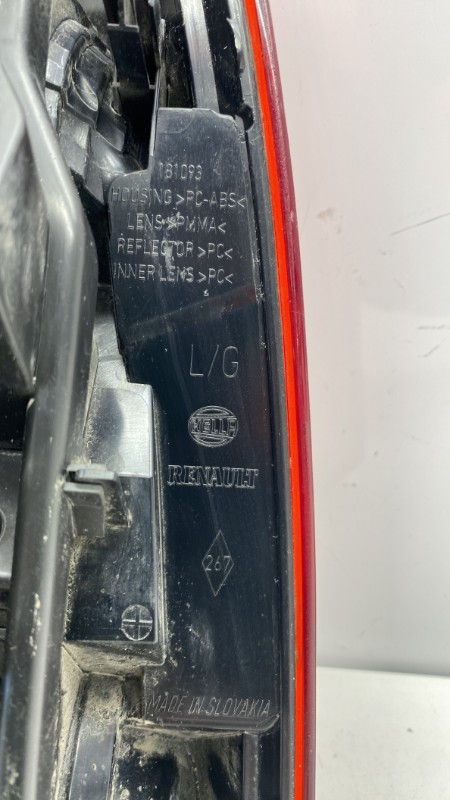 181093
HOUSING >PC-ABS<
LENS >PMMA<
REFLECTOR >PC<
INNER LENS >PC<
L/G
HELLA
RENAULT
267
MADE IN SLOVAKIA